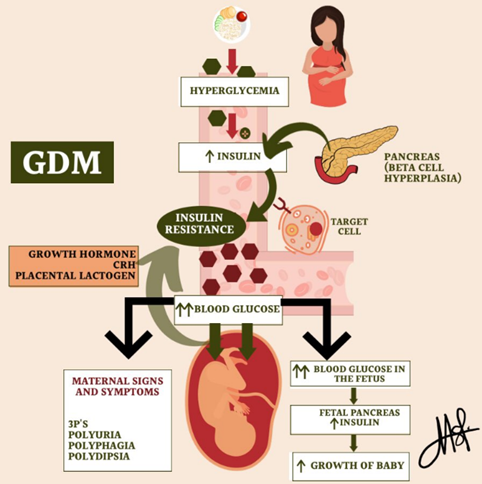 HYPERGLYCEMIA
GDM
↑ INSULIN
PANCREAS
(BETA CELL
HYPERPLASIA)
INSULIN
RESISTANCE
TARGET
CELL
GROWTH HORMONE
CRH
PLACENTAL LACTOGEN
↑↑BLOOD GLUCOSE
MATERNAL SIGNS
AND SYMPTOMS
3P'S
POLYURIA
POLYPHAGIA
POLYDIPSIA
↑↑ BLOOD GLUCOSE IN
THE FETUS
FETAL PANCREAS
↑INSULIN
↑ GROWTH OF BABY